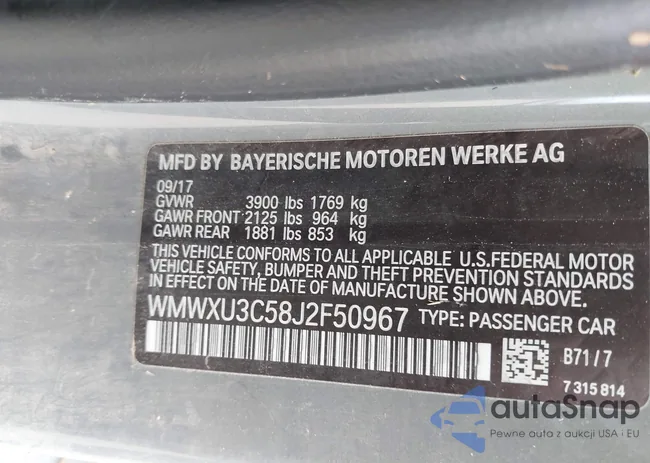 MFD BY BAYERISCHE MOTOREN WERKE AG
09/17
GVWR 3900 lbs 1769 kg
GAWR FRONT 2125 lbs 964 kg
GAWR REAR 1881 lbs 853 kg
THIS VEHICLE CONFORMS TO ALL APPLICABLE U.S.FEDERAL MOTOR
VEHICLE SAFETY, BUMPER AND THEFT PREVENTION STANDARDS
IN EFFECT ON THE DATE OF MANUFACTURE SHOWN ABOVE.
WMWXU3C58J2F50967 TYPE: PASSENGER CAR
B71/7
7315814
autoSnap
Pewne auta z aukcji USA i EU